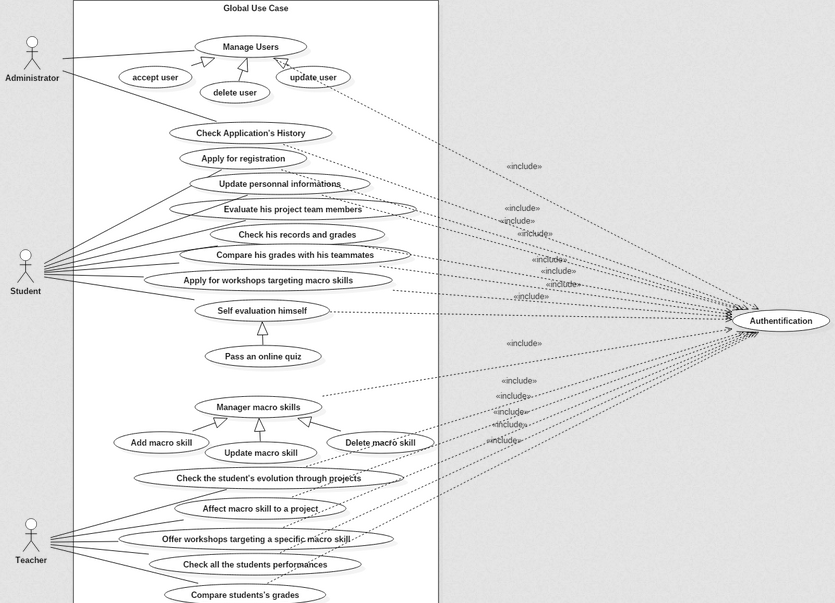 Global Use Case
Manage Users
Administrator
accept user
update user
delete user
Check Application's History
Apply for registration
«include»
Update personnal informations
Evaluate his project team members
«include»
«include»
Check his records and grades
«include»
Compare his grades with his teammates
«include»
«include»
Apply for workshops targeting macro skills
«include»
Student
«include»
Self evaluation himself
Authentification
«include»
Pass an online quiz
«include»
«include»
Manager macro skills
«include»
«include»
Add macro skill
Delete macro skill
«include»
Update macro skill
Check the student's evolution through projects
Affect macro skill to a project
Offer workshops targeting a specific macro skill
Teacher
Check all the students performances
Compare students's grades